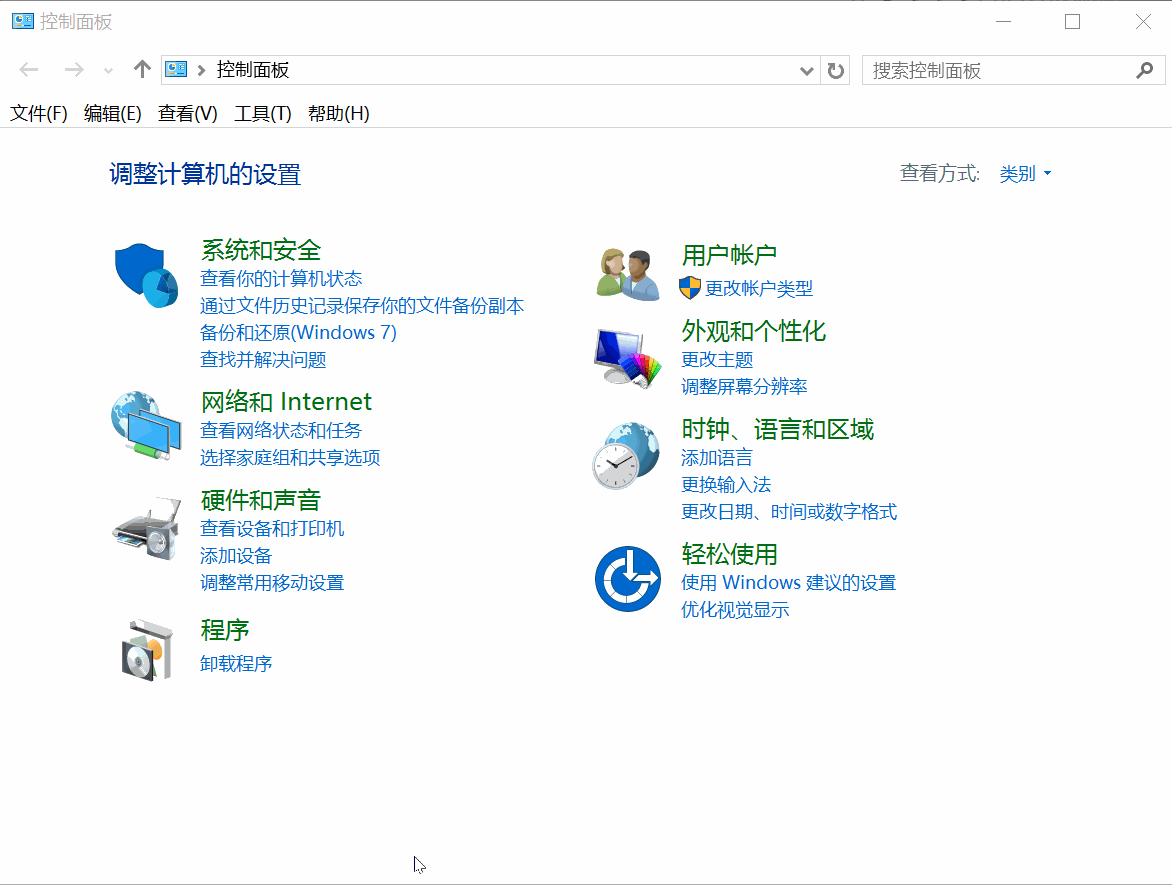 控制面板
控制面板
搜索控制面板
文件(F) 编辑(E) 查看(V) 工具(T) 帮助(H)
调整计算机的设置
查看方式: 类别
系统和安全
查看你的计算机状态
通过文件历史记录保存你的文件备份副本
备份和还原(Windows 7)
查找并解决问题
网络和 Internet
查看网络状态和任务
选择家庭组和共享选项
硬件和声音
查看设备和打印机
添加设备
调整常用移动设置
程序
卸载程序
用户帐户
更改帐户类型
外观和个性化
更改主题
调整屏幕分辨率
时钟、语言和区域
添加语言
更换输入法
更改日期、时间或数字格式
轻松使用
使用 Windows 建议的设置
优化视觉显示